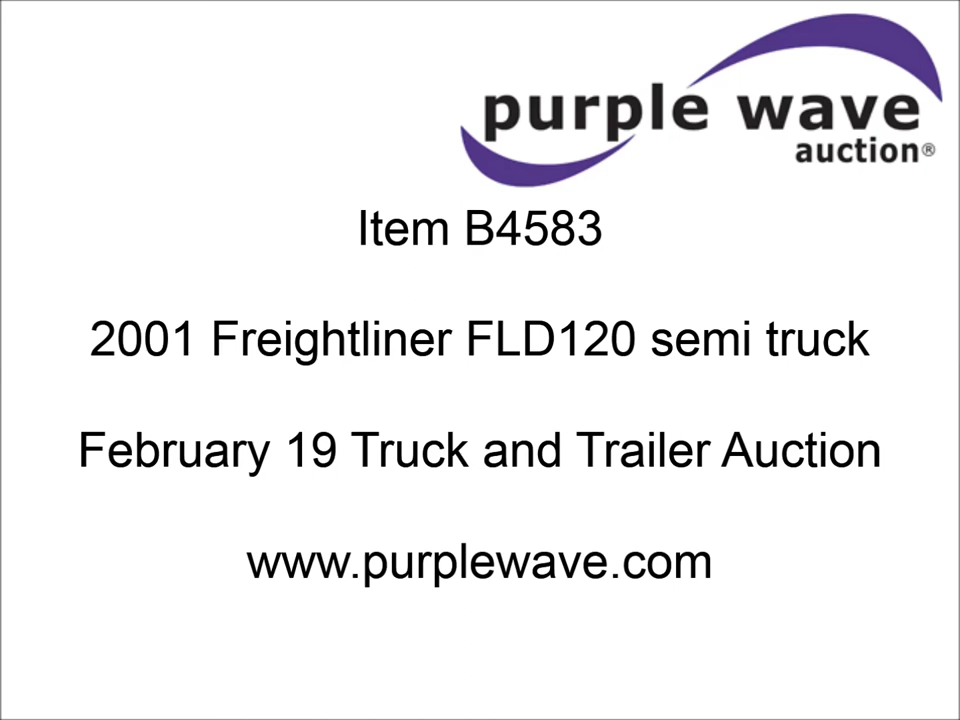 purple wave
auction®
Item B4583
2001 Freightliner FLD120 semi truck
February 19 Truck and Trailer Auction
www.purplewave.com